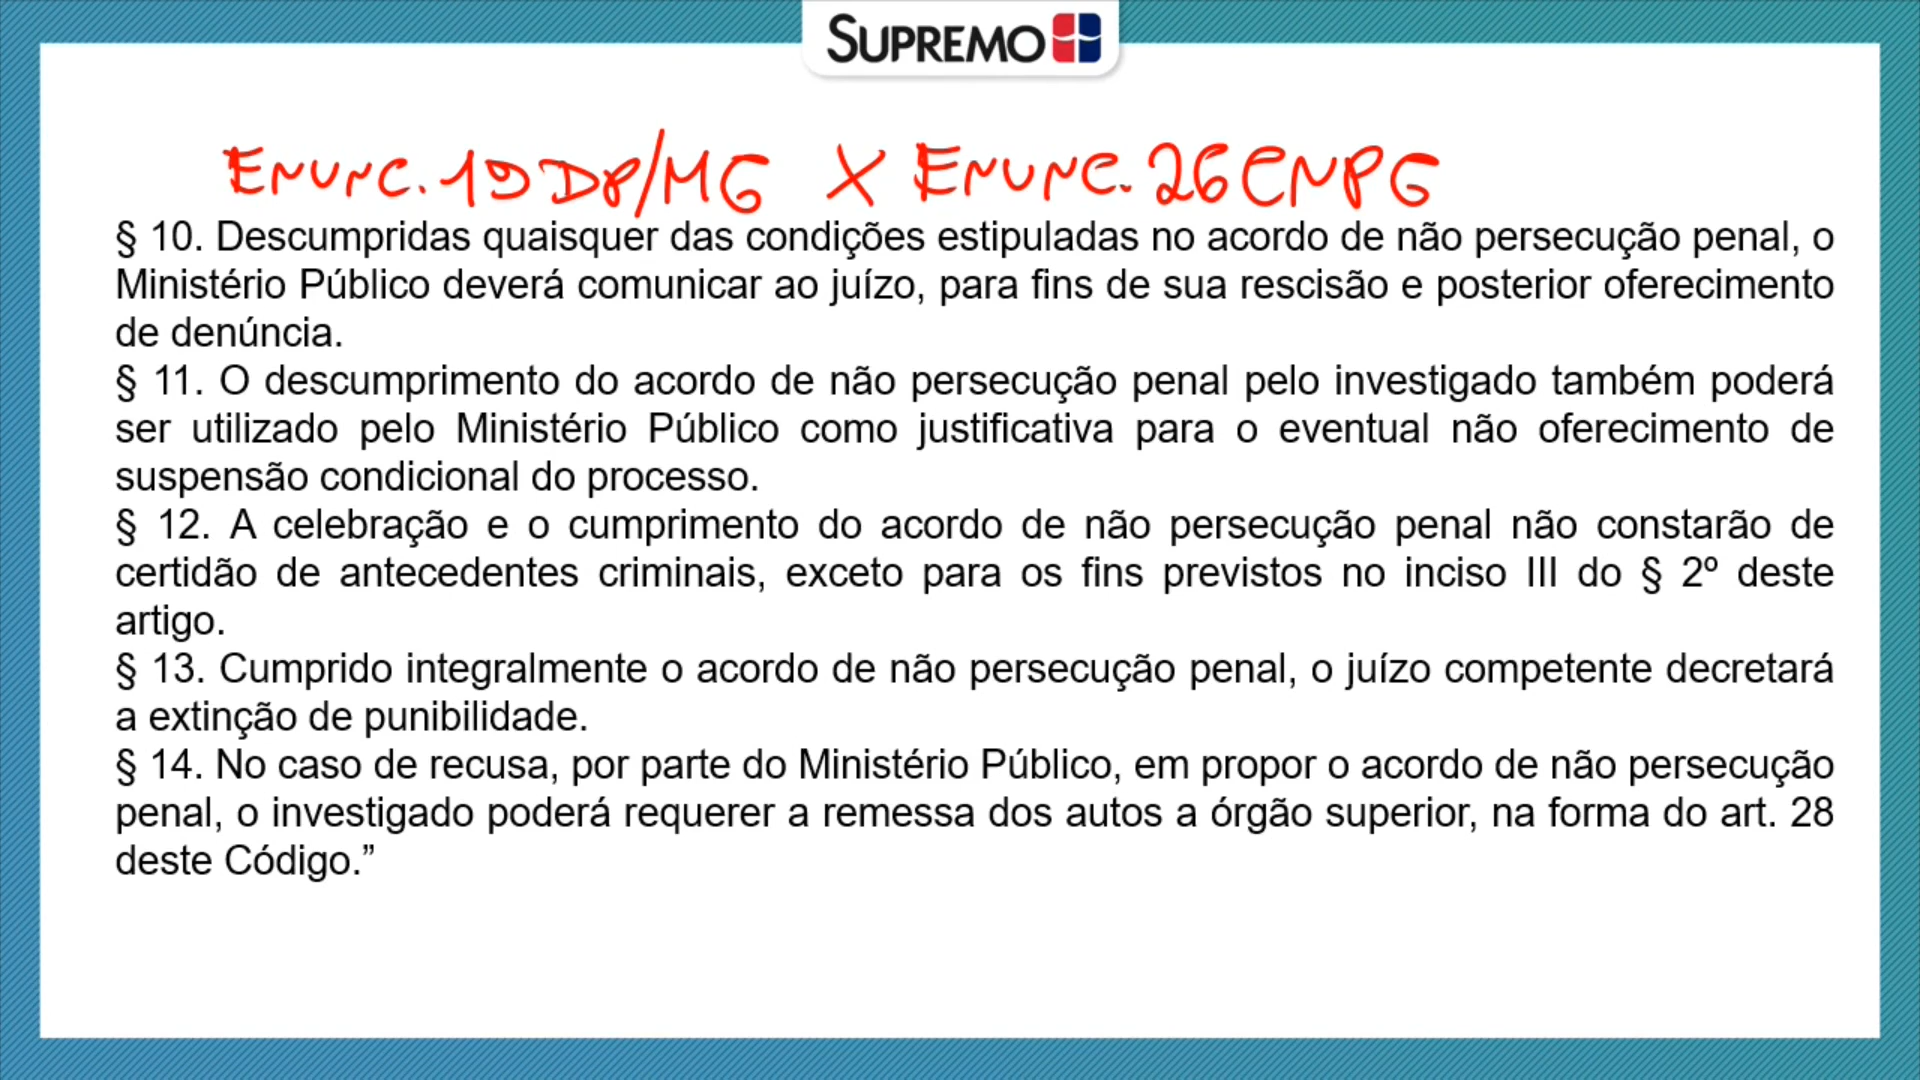 SUPREMO
ENUNC. 19 DP/MG X ENUNC. 26 CNPG
§ 10. Descumpridas quaisquer das condições estipuladas no acordo de não persecução penal, o
Ministério Público deverá comunicar ao juízo, para fins de sua rescisão e posterior oferecimento
de denúncia.
§ 11. O descumprimento do acordo de não persecução penal pelo investigado também poderá
ser utilizado pelo Ministério Público como justificativa para o eventual não oferecimento de
suspensão condicional do processo.
§ 12. A celebração e o cumprimento do acordo de não persecução penal não constarão de
certidão de antecedentes criminais, exceto para os fins previstos no inciso III do § 2º deste
artigo.
§ 13. Cumprido integralmente o acordo de não persecução penal, o juízo competente decretará
a extinção de punibilidade.
§ 14. No caso de recusa, por parte do Ministério Público, em propor o acordo de não persecução
penal, o investigado poderá requerer a remessa dos autos a órgão superior, na forma do art. 28
deste Código.”